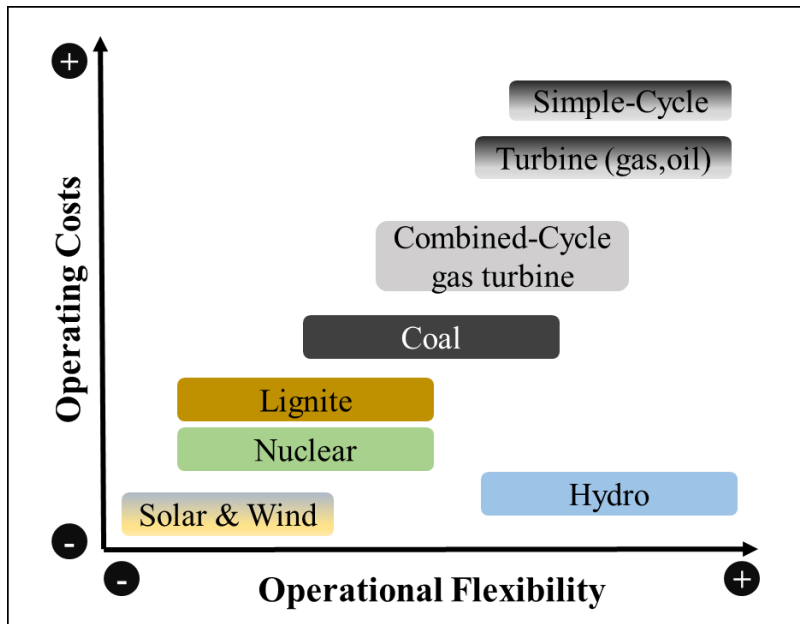 +
Operating Costs
Simple-Cycle
Turbine (gas,oil)
Combined-Cycle
gas turbine
Coal
Lignite
Nuclear
Hydro
Solar & Wind
-
-
Operational Flexibility
+